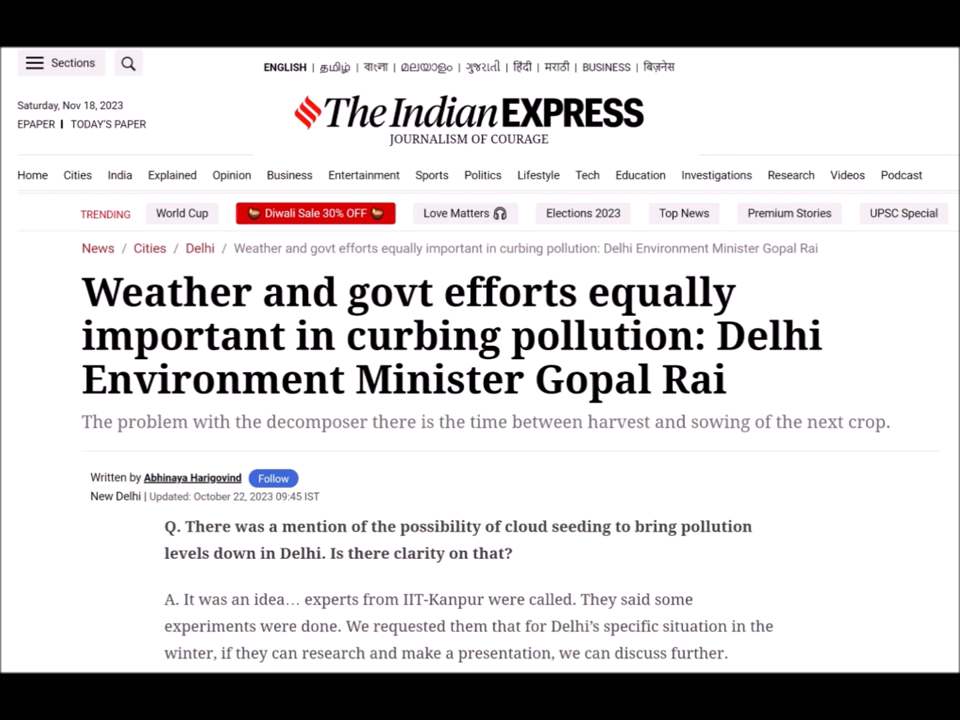 Sections
ENGLISH | தமிழ் | বাংলা | മലയാളം | ગુજરાતી | हिंदी | मराठी | BUSINESS | बिज़नेस
Saturday, Nov 18, 2023
EPAPER | TODAY'S PAPER
The Indian EXPRESS
JOURNALISM OF COURAGE
Home Cities India Explained Opinion Business Entertainment Sports Politics Lifestyle Tech Education Investigations Research Videos Podcast
TRENDING World Cup Diwali Sale 30% OFF Love Matters Elections 2023 Top News Premium Stories UPSC Special
News / Cities / Delhi / Weather and govt efforts equally important in curbing pollution: Delhi Environment Minister Gopal Rai
Weather and govt efforts equally
important in curbing pollution: Delhi
Environment Minister Gopal Rai
The problem with the decomposer there is the time between harvest and sowing of the next crop.
Written by Abhinaya Harigovind Follow
New Delhi | Updated: October 22, 2023 09:45 IST
Q. There was a mention of the possibility of cloud seeding to bring pollution
levels down in Delhi. Is there clarity on that?
A. It was an idea… experts from IIT-Kanpur were called. They said some
experiments were done. We requested them that for Delhi’s specific situation in the
winter, if they can research and make a presentation, we can discuss further.